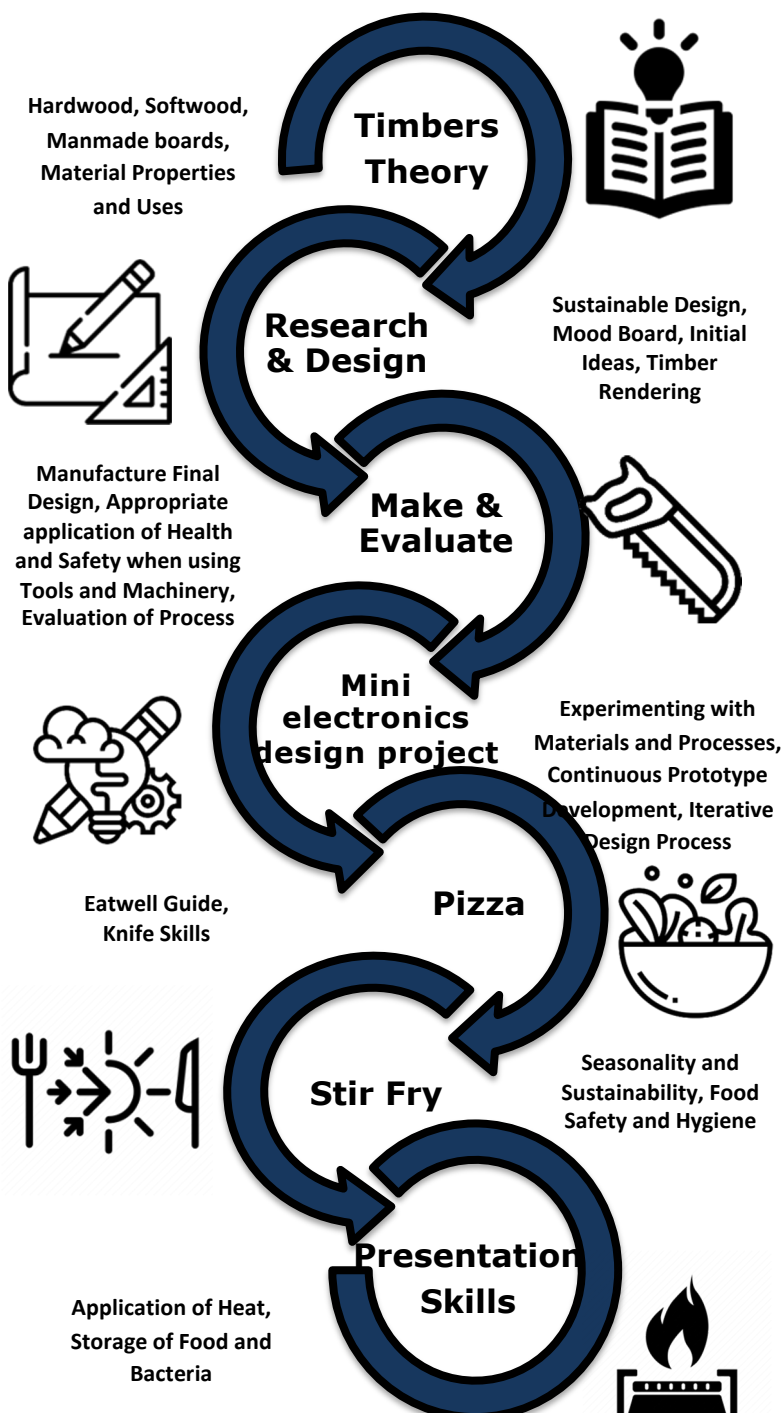 Timbers
Theory
Hardwood, Softwood,
Manmade boards,
Material Properties
and Uses
Research
& Design
Sustainable Design,
Mood Board, Initial
Ideas, Timber
Rendering
Make &
Evaluate
Manufacture Final
Design, Appropriate
application of Health
and Safety when using
Tools and Machinery,
Evaluation of Process
Mini
electronics
design project
Experimenting with
Materials and Processes,
Continuous Prototype
Development, Iterative
Design Process
Pizza
Eatwell Guide,
Knife Skills
Stir Fry
Seasonality and
Sustainability, Food
Safety and Hygiene
Presentation
Skills
Application of Heat,
Storage of Food and
Bacteria